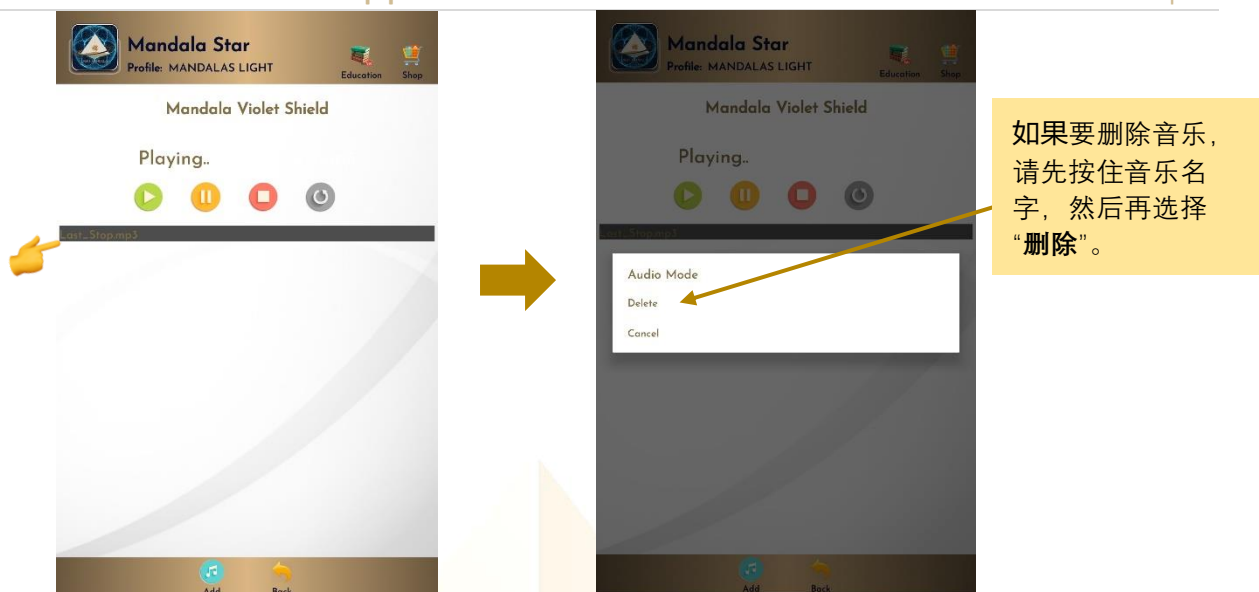 Mandala Star
Profile: MANDALAS LIGHT
Education
Shop
Mandala Violet Shield
Playing..
Last_Stop.mp3
Add
Back
Mandala Star
Profile: MANDALAS LIGHT
Education
Shop
Mandala Violet Shield
Playing..
Last_Stop.mp3
Audio Mode
Delete
Cancel
Add
Back
如果要删除音乐,
请先按住音乐名
字, 然后再选择
“删除”。